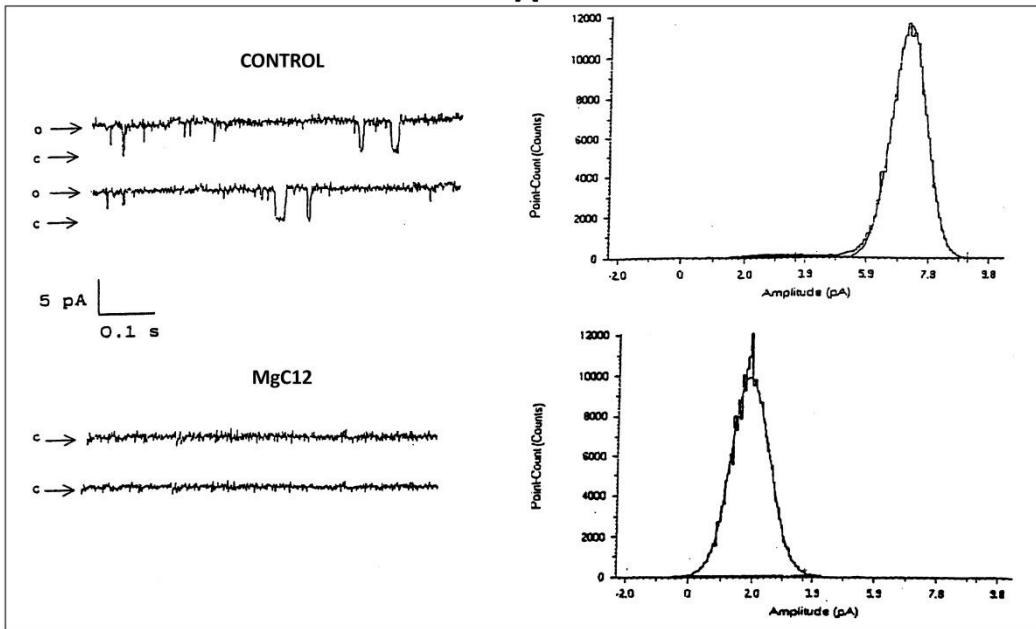 CONTROL
o
c
o
c
5 pA
0.1 s
12000
10000
8000
6000
4000
2000
0
Point-Count (Counts)
-2.0 0 2.0 3.9 5.9 7.8 9.8
Amplitude (pA)
MgC12
c
c
12000
10000
8000
6000
4000
2000
0
Point-Count (Counts)
-2.0 0 2.0 3.9 5.9 7.8 9.8
Amplitude (pA)